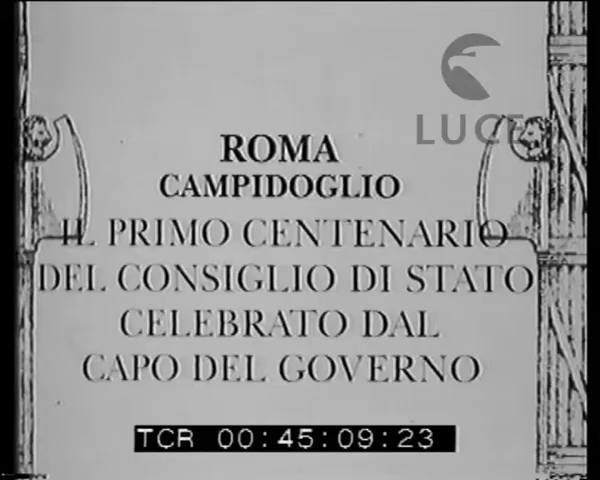 LUCE
ROMA
CAMPIDOGLIO
IL PRIMO CENTENARIO
DEL CONSIGLIO DI STATO
CELEBRATO DAL
CAPO DEL GOVERNO
TCR 00:45:09:23